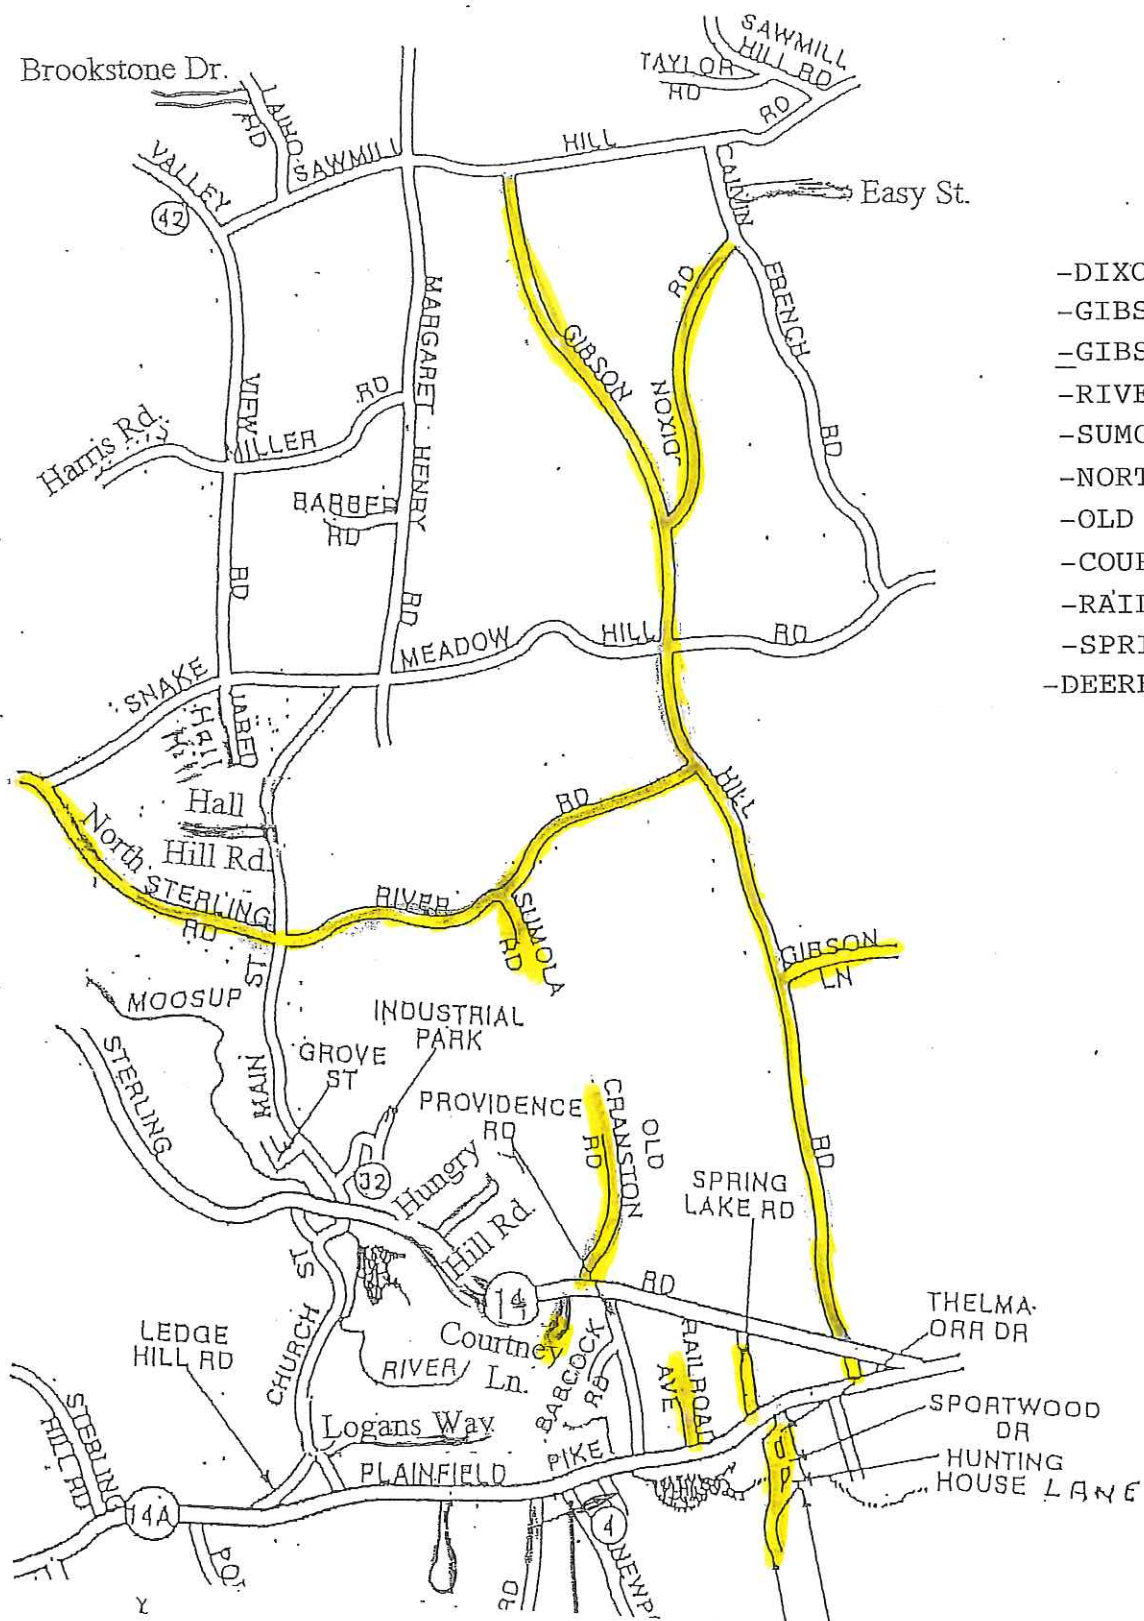 SAWMILL
HILL RD
TAYLOR
RD
Brookstone Dr.
LAIHO
RD
SAWMILL
HILL
RD
VALLEY
42
CALVIN
Easy St.
FRENCH
RD
MARGARET HENRY
RD
GIBSON
DIXON
RD
-DIXO
-GIBS
-GIBS
-RIVE
-SUMO
-NORT
-OLD
-COUR
-RAIL
-SPRI
-DEERF
VIEW
RD
MILLER
RD
Harris Rd.
BARBER
RD
SNAKE
MEADOW
HILL
RD
JARED
HALL
HILL
Hall
Hill Rd.
North
STERLING
RD
RIVER
RD
SUMOLA
RD
HILL
RD
GIBSON
LN
MOOSUP
ST
MAIN
INDUSTRIAL
PARK
GROVE
ST
STERLING
PROVIDENCE
RD
OLD
CRANSTON
RD
32
Hungry
Hill Rd.
SPRING
LAKE RD
14
RD
THELMA
ORR DR
LEDGE
HILL RD
CHURCH
ST
RIVER
Courtney
Ln.
BABCOCK
RD
RAILROAD
AVE
SPORTWOOD
DR
HUNTING
HOUSE LANE
Logans Way
STERLING
HILL RD
14A
PLAINFIELD
PIKE
4
RD
NEWP